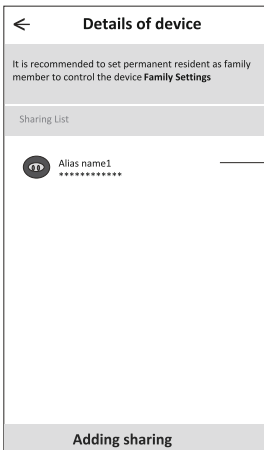 Details of device
It is recommended to set permanent resident as family
member to control the device Family Settings
Sharing List
Alias name1
************
Adding sharing